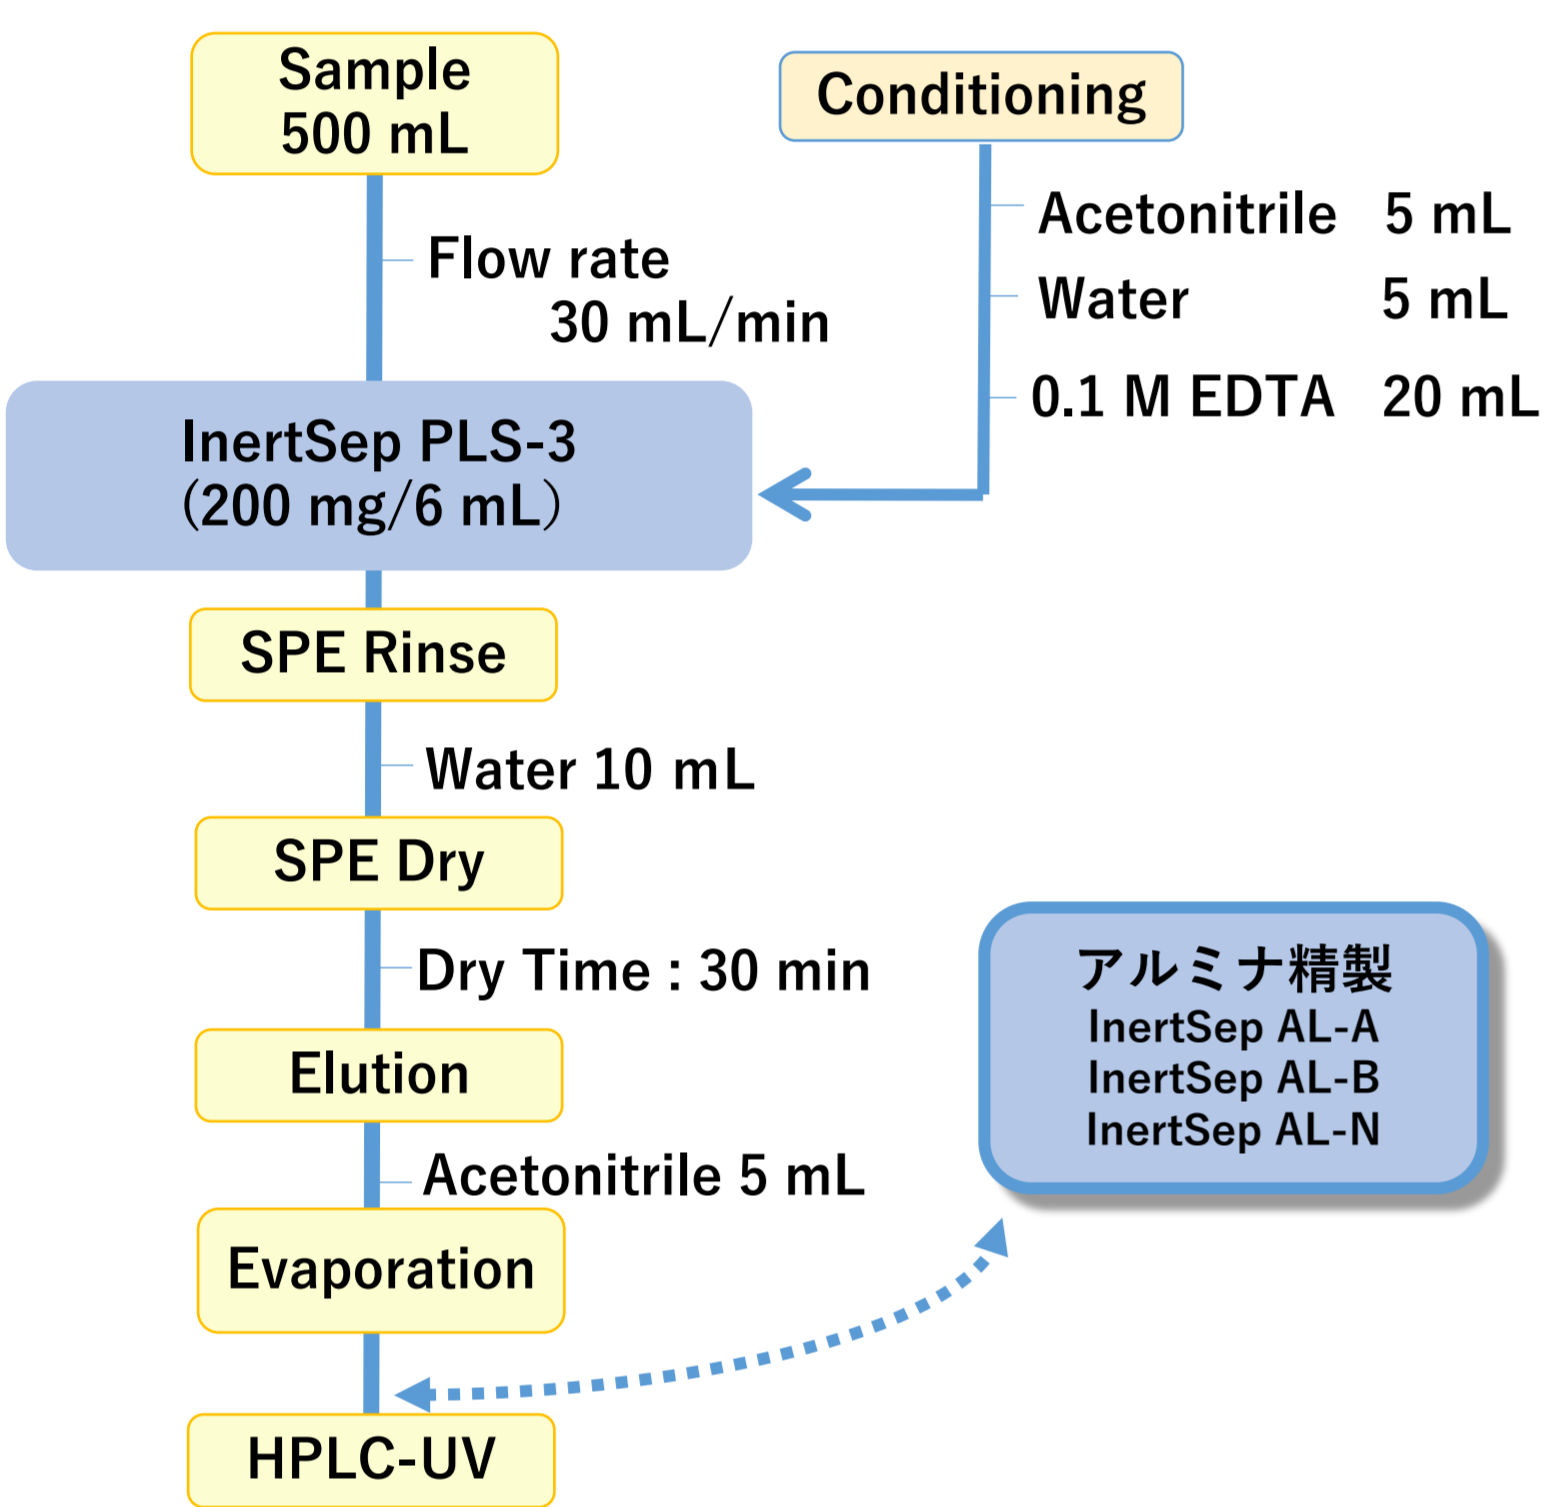 Sample
500 mL
Conditioning
Acetonitrile 5 mL
Water 5 mL
0.1 M EDTA 20 mL
Flow rate
30 mL/min
InertSep PLS-3
(200 mg/6 mL)
SPE Rinse
Water 10 mL
SPE Dry
Dry Time : 30 min
Elution
Acetonitrile 5 mL
Evaporation
HPLC-UV
アルミナ精製
InertSep AL-A
InertSep AL-B
InertSep AL-N